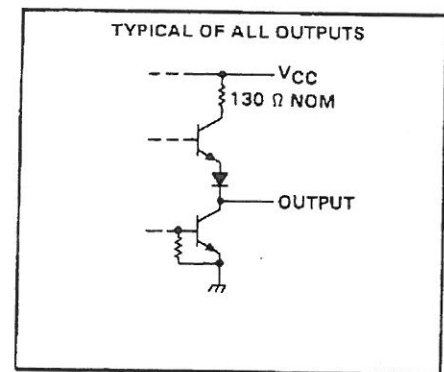 TYPICAL OF ALL OUTPUTS
VCC
130 Ω NOM
OUTPUT